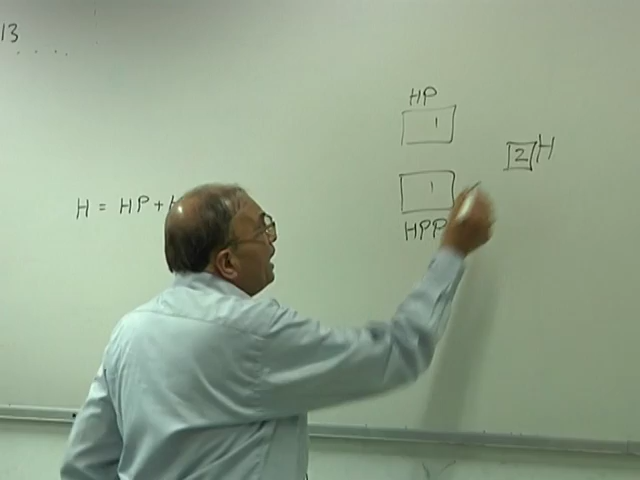 13
....
HP
1
2 H
1
H = HP +
HPP